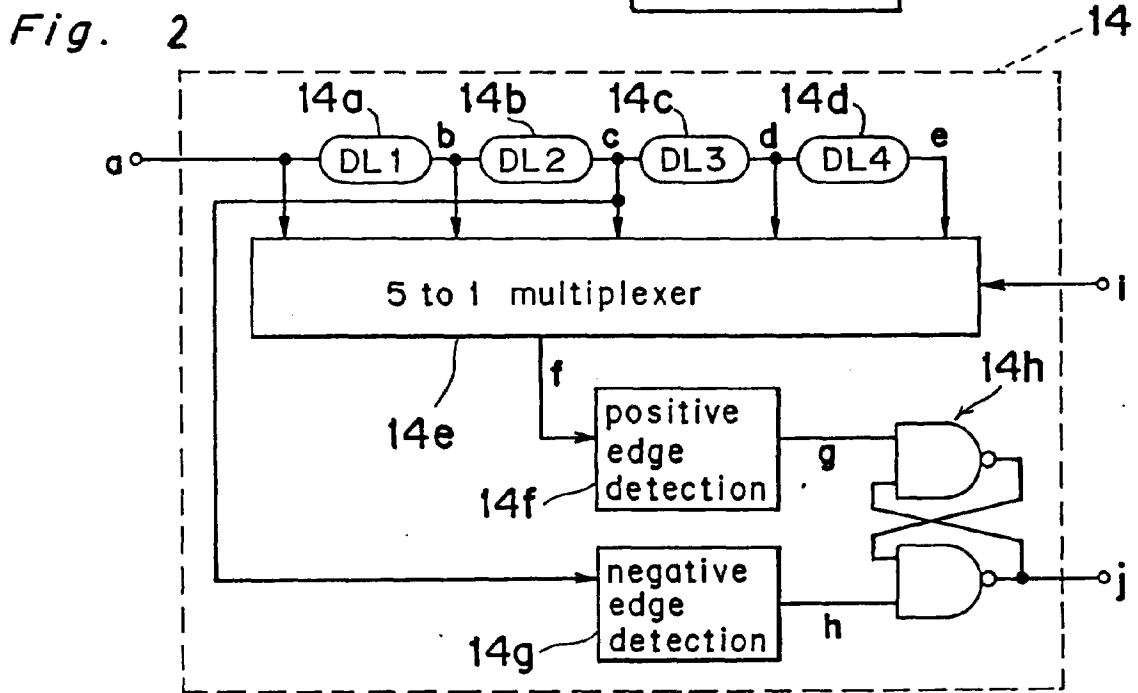 Fig. 2
14
14a
14b
14c
14d
a
DL1
b
DL2
c
DL3
d
DL4
e
5 to 1 multiplexer
i
f
14e
14h
positive
edge
detection
g
14f
negative
edge
detection
h
j
14g